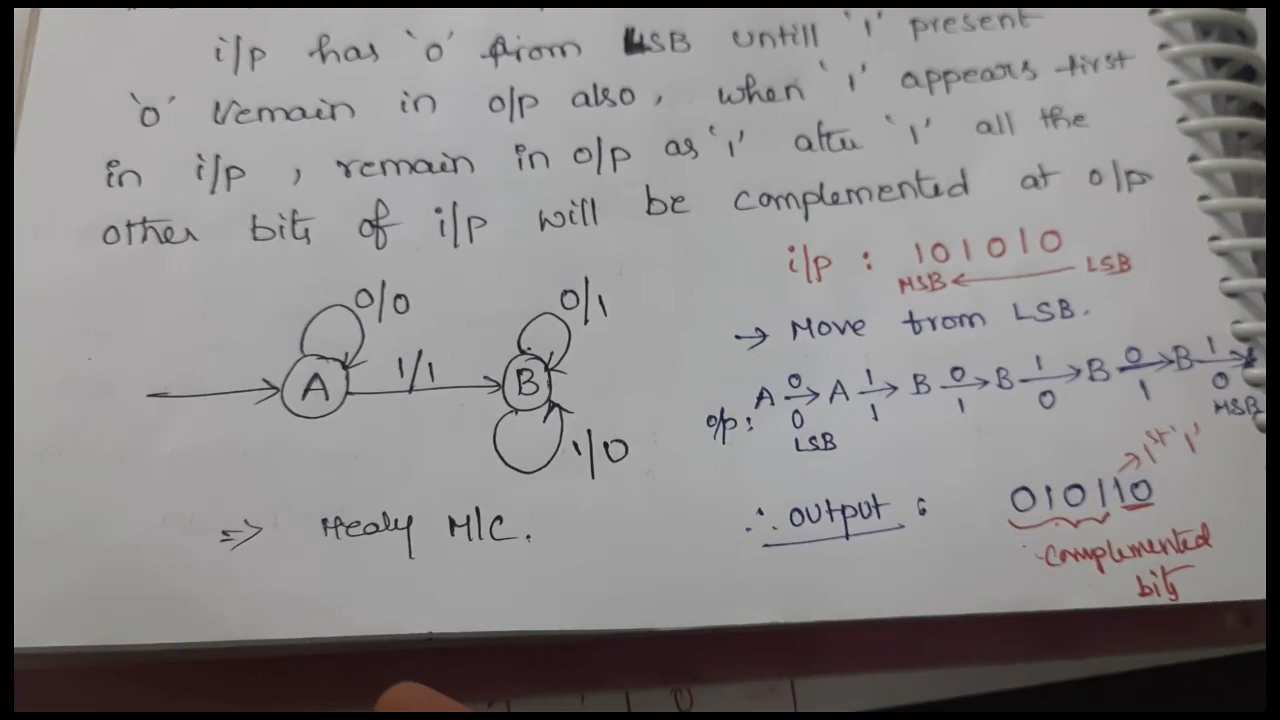 i/p has '0' from LSB untill '1' present
'0' remain in o/p also, when '1' appears first
in i/p, remain in o/p as '1' after '1' all the
other bits of i/p will be complemented at o/p
i/p : 101010
MSB ← LSB
→ Move from LSB.
0/0
0/1
A
1/1
B
1/0
A 0→ A 1→ B 0→ B 1→ B 0→ B 1→
o/p: 0 1 1 0 1 0
LSB MSB
→ 1st '1'
∴ output : 010110
complemented
bits
⇒ Mealy M/C.
0